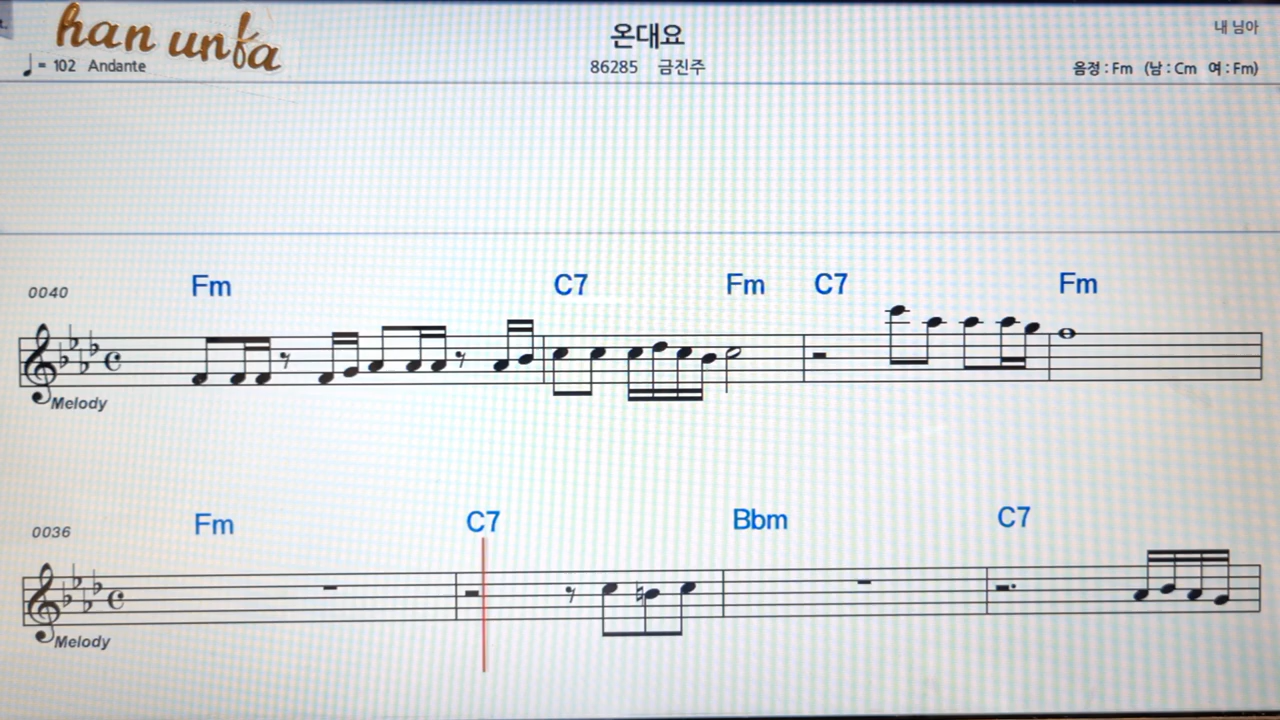 han unfa
온대요
내 님아
♩= 102 Andante
86285 금진주
음정 : Fm (남 : Cm 여 : Fm)
Fm C7 Fm C7 Fm
0040
Melody
Fm C7 Bbm C7
0036
Melody